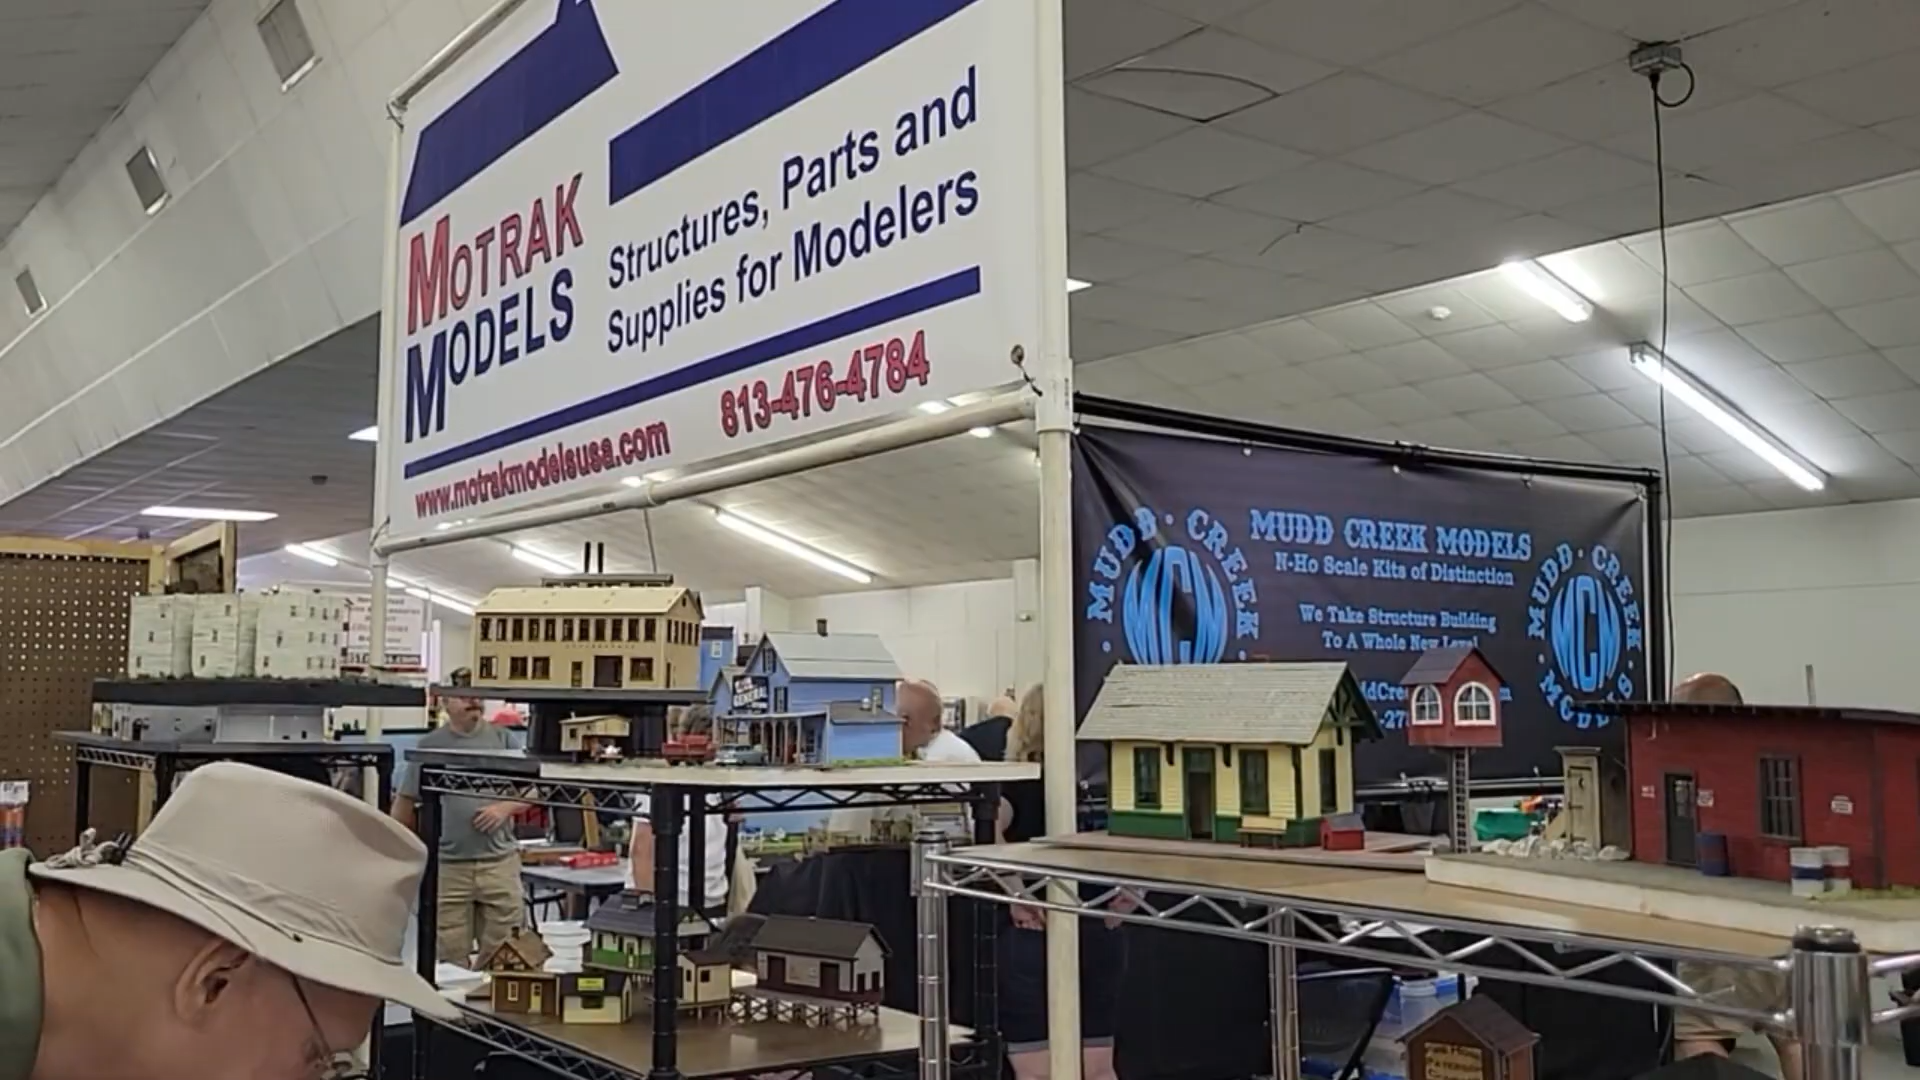 MOTRAK
MODELS
Structures, Parts and
Supplies for Modelers
www.motrakmodelsusa.com
813-476-4784
MUDD · CREEK
MCM
MUDD CREEK MODELS
N-Ho Scale Kits of Distinction
We Take Structure Building
To A Whole New Level
MUDD · CREEK
MCM
MODELS
GENERAL